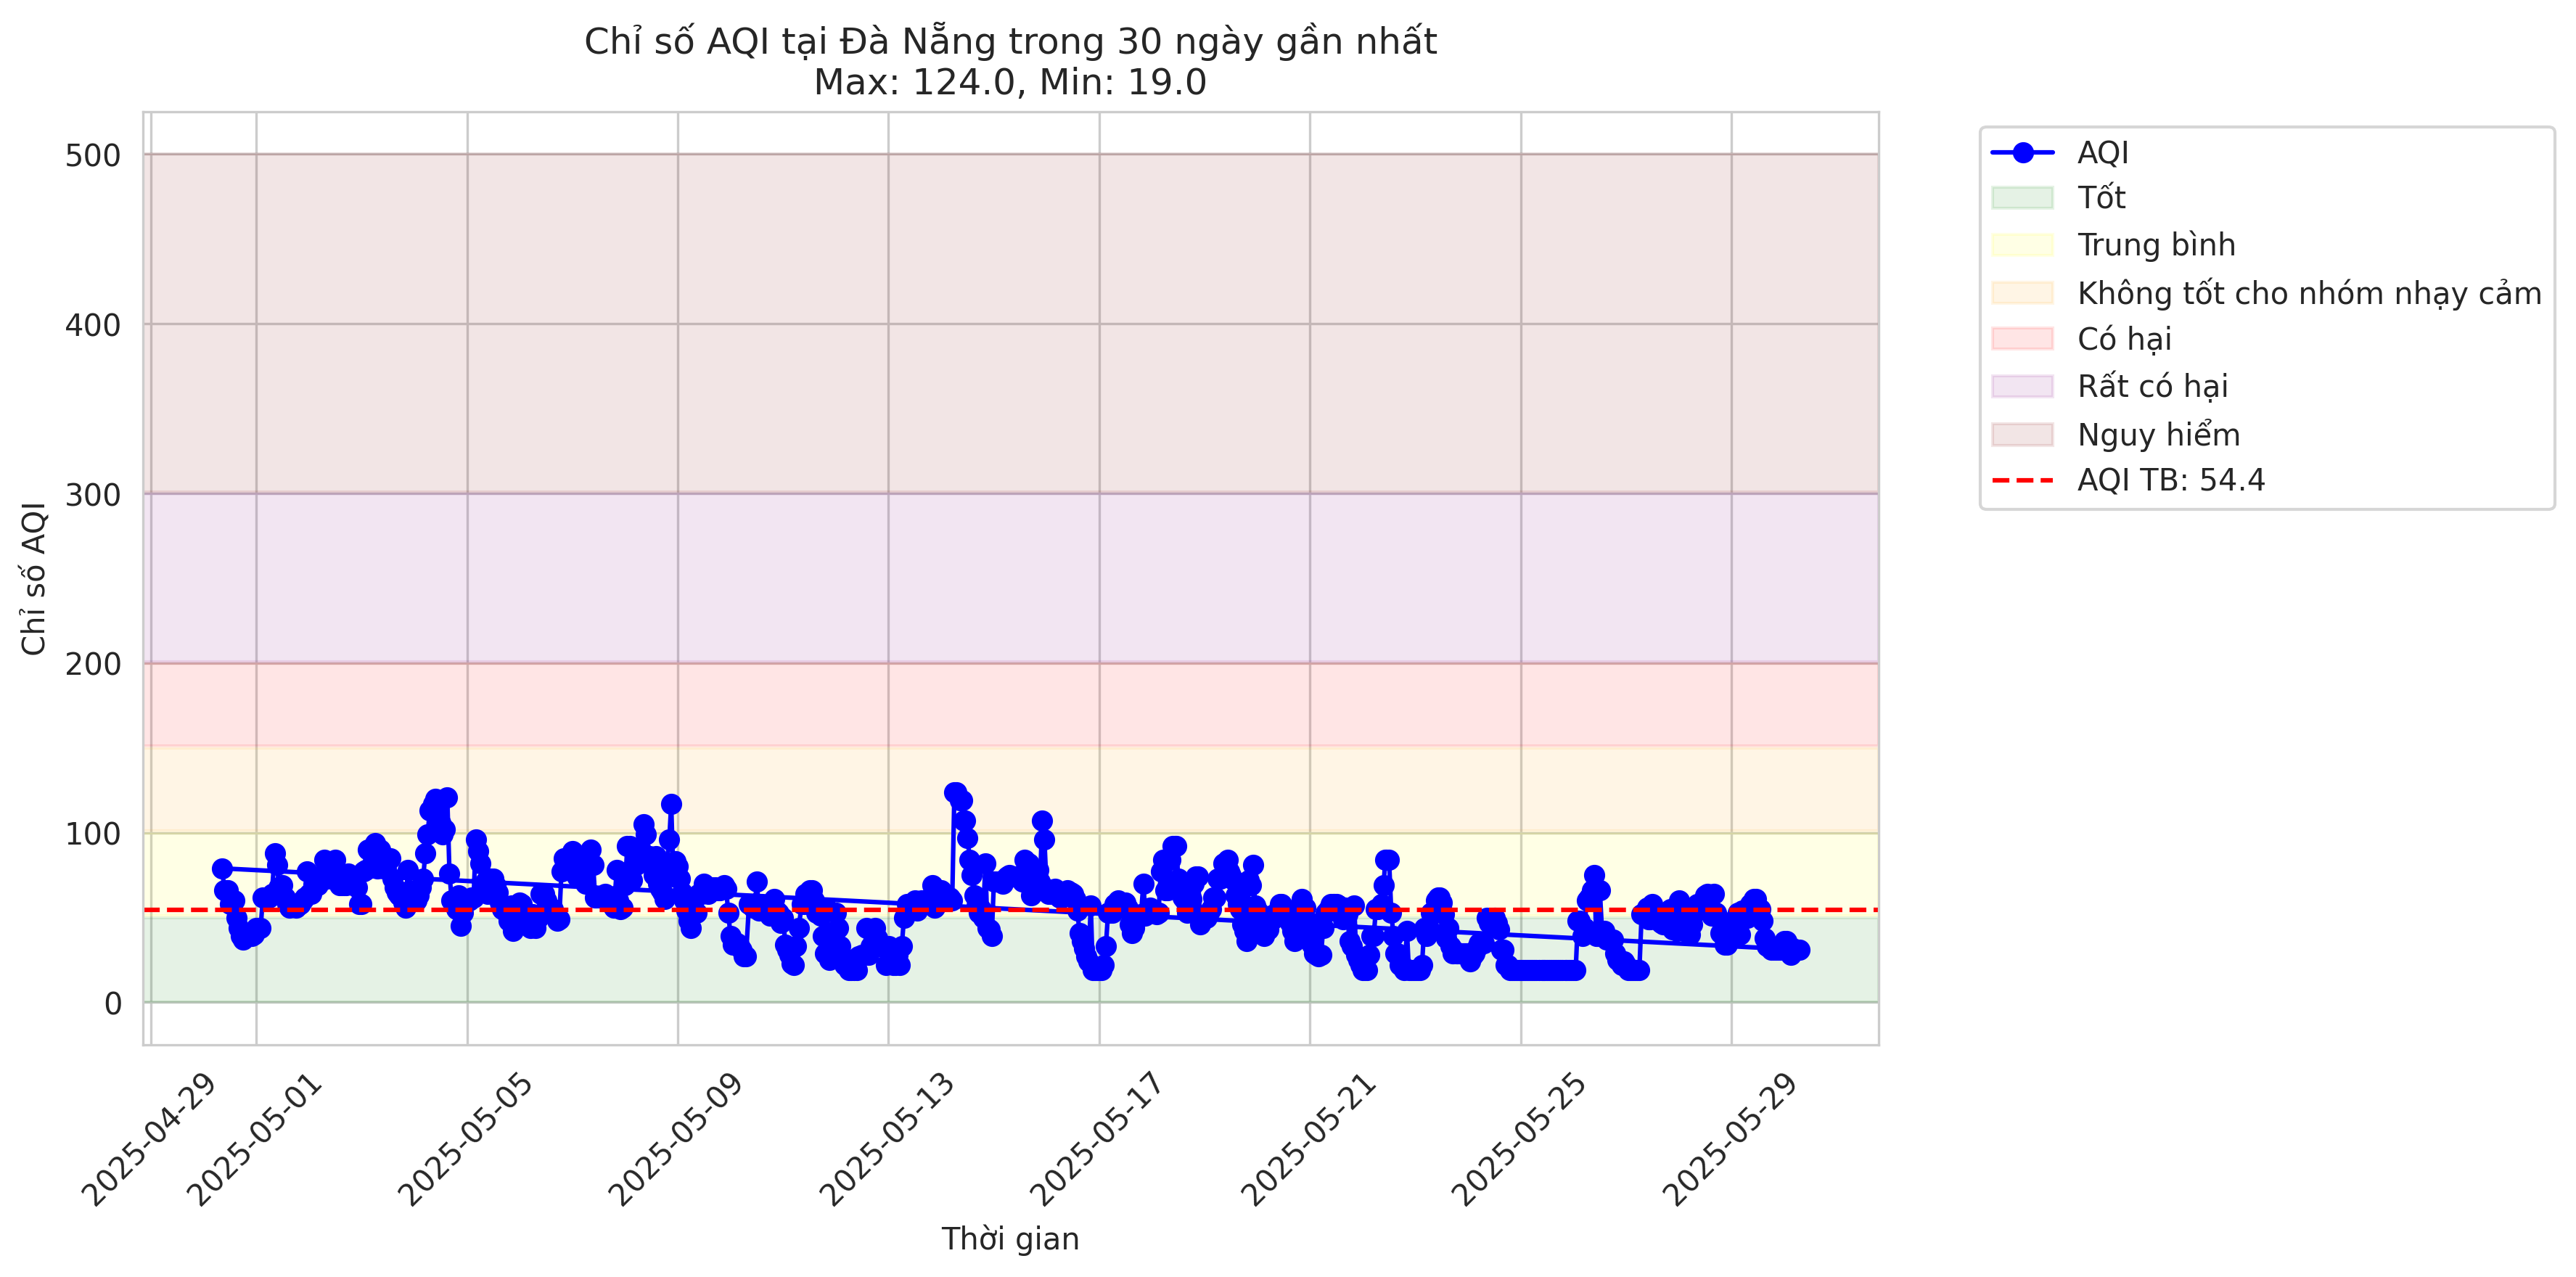 Chỉ số AQI tại Đà Nẵng trong 30 ngày gần nhất
Max: 124.0, Min: 19.0
Chỉ số AQI
500
400
300
200
100
0
2025-04-29
2025-05-01
2025-05-05
2025-05-09
2025-05-13
2025-05-17
2025-05-21
2025-05-25
2025-05-29
Thời gian
AQI
Tốt
Trung bình
Không tốt cho nhóm nhạy cảm
Có hại
Rất có hại
Nguy hiểm
AQI TB: 54.4